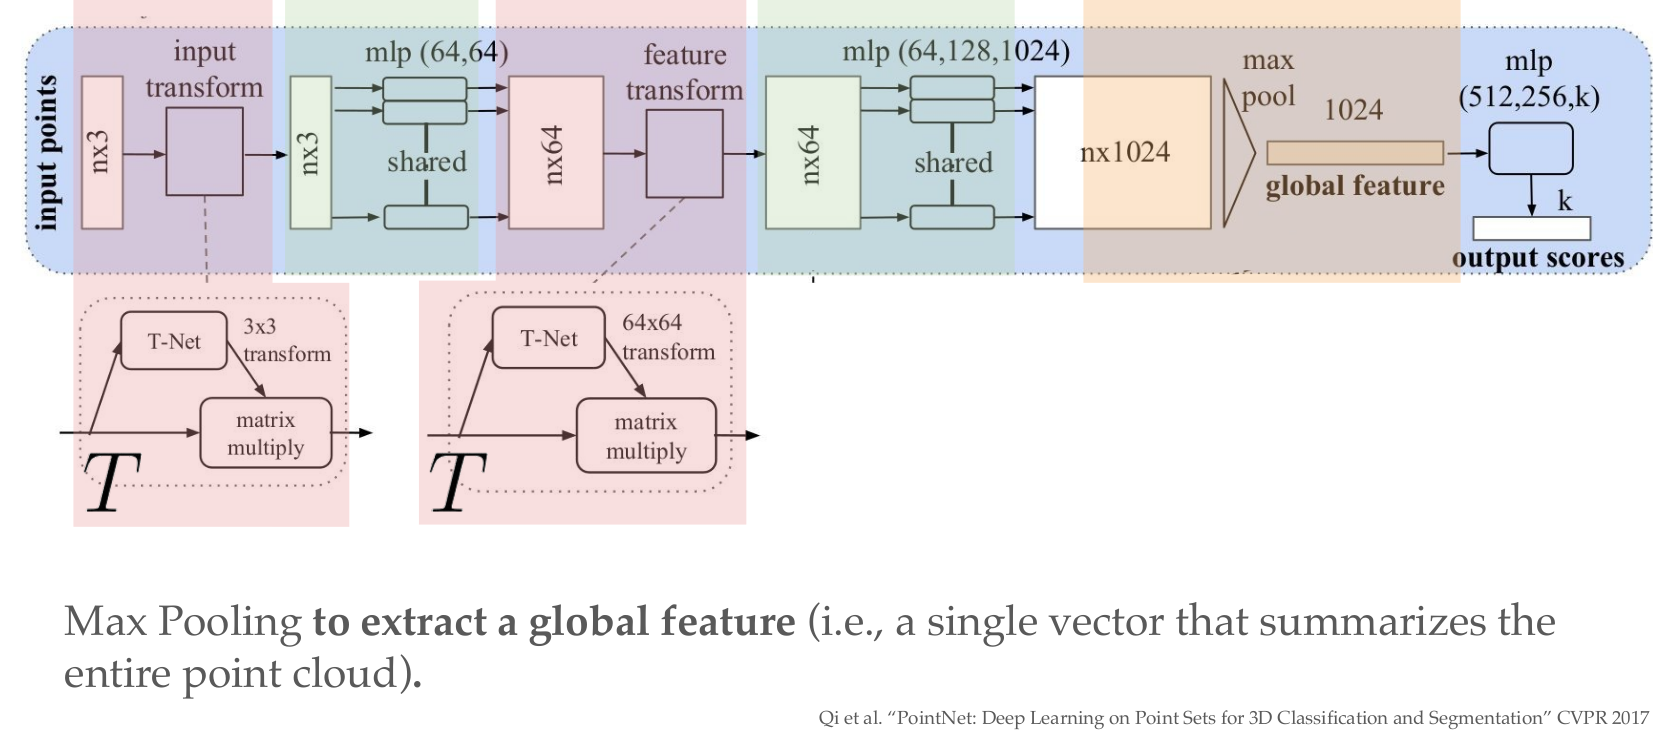 input points
nx3
input
transform
nx3
mlp (64,64)
shared
nx64
feature
transform
nx64
mlp (64,128,1024)
shared
nx1024
max
pool
1024
global feature
mlp
(512,256,k)
k
output scores
T-Net
3x3
transform
matrix
multiply
T
T-Net
64x64
transform
matrix
multiply
T
Max Pooling to extract a global feature (i.e., a single vector that summarizes the
entire point cloud).
Qi et al. “PointNet: Deep Learning on Point Sets for 3D Classification and Segmentation” CVPR 2017